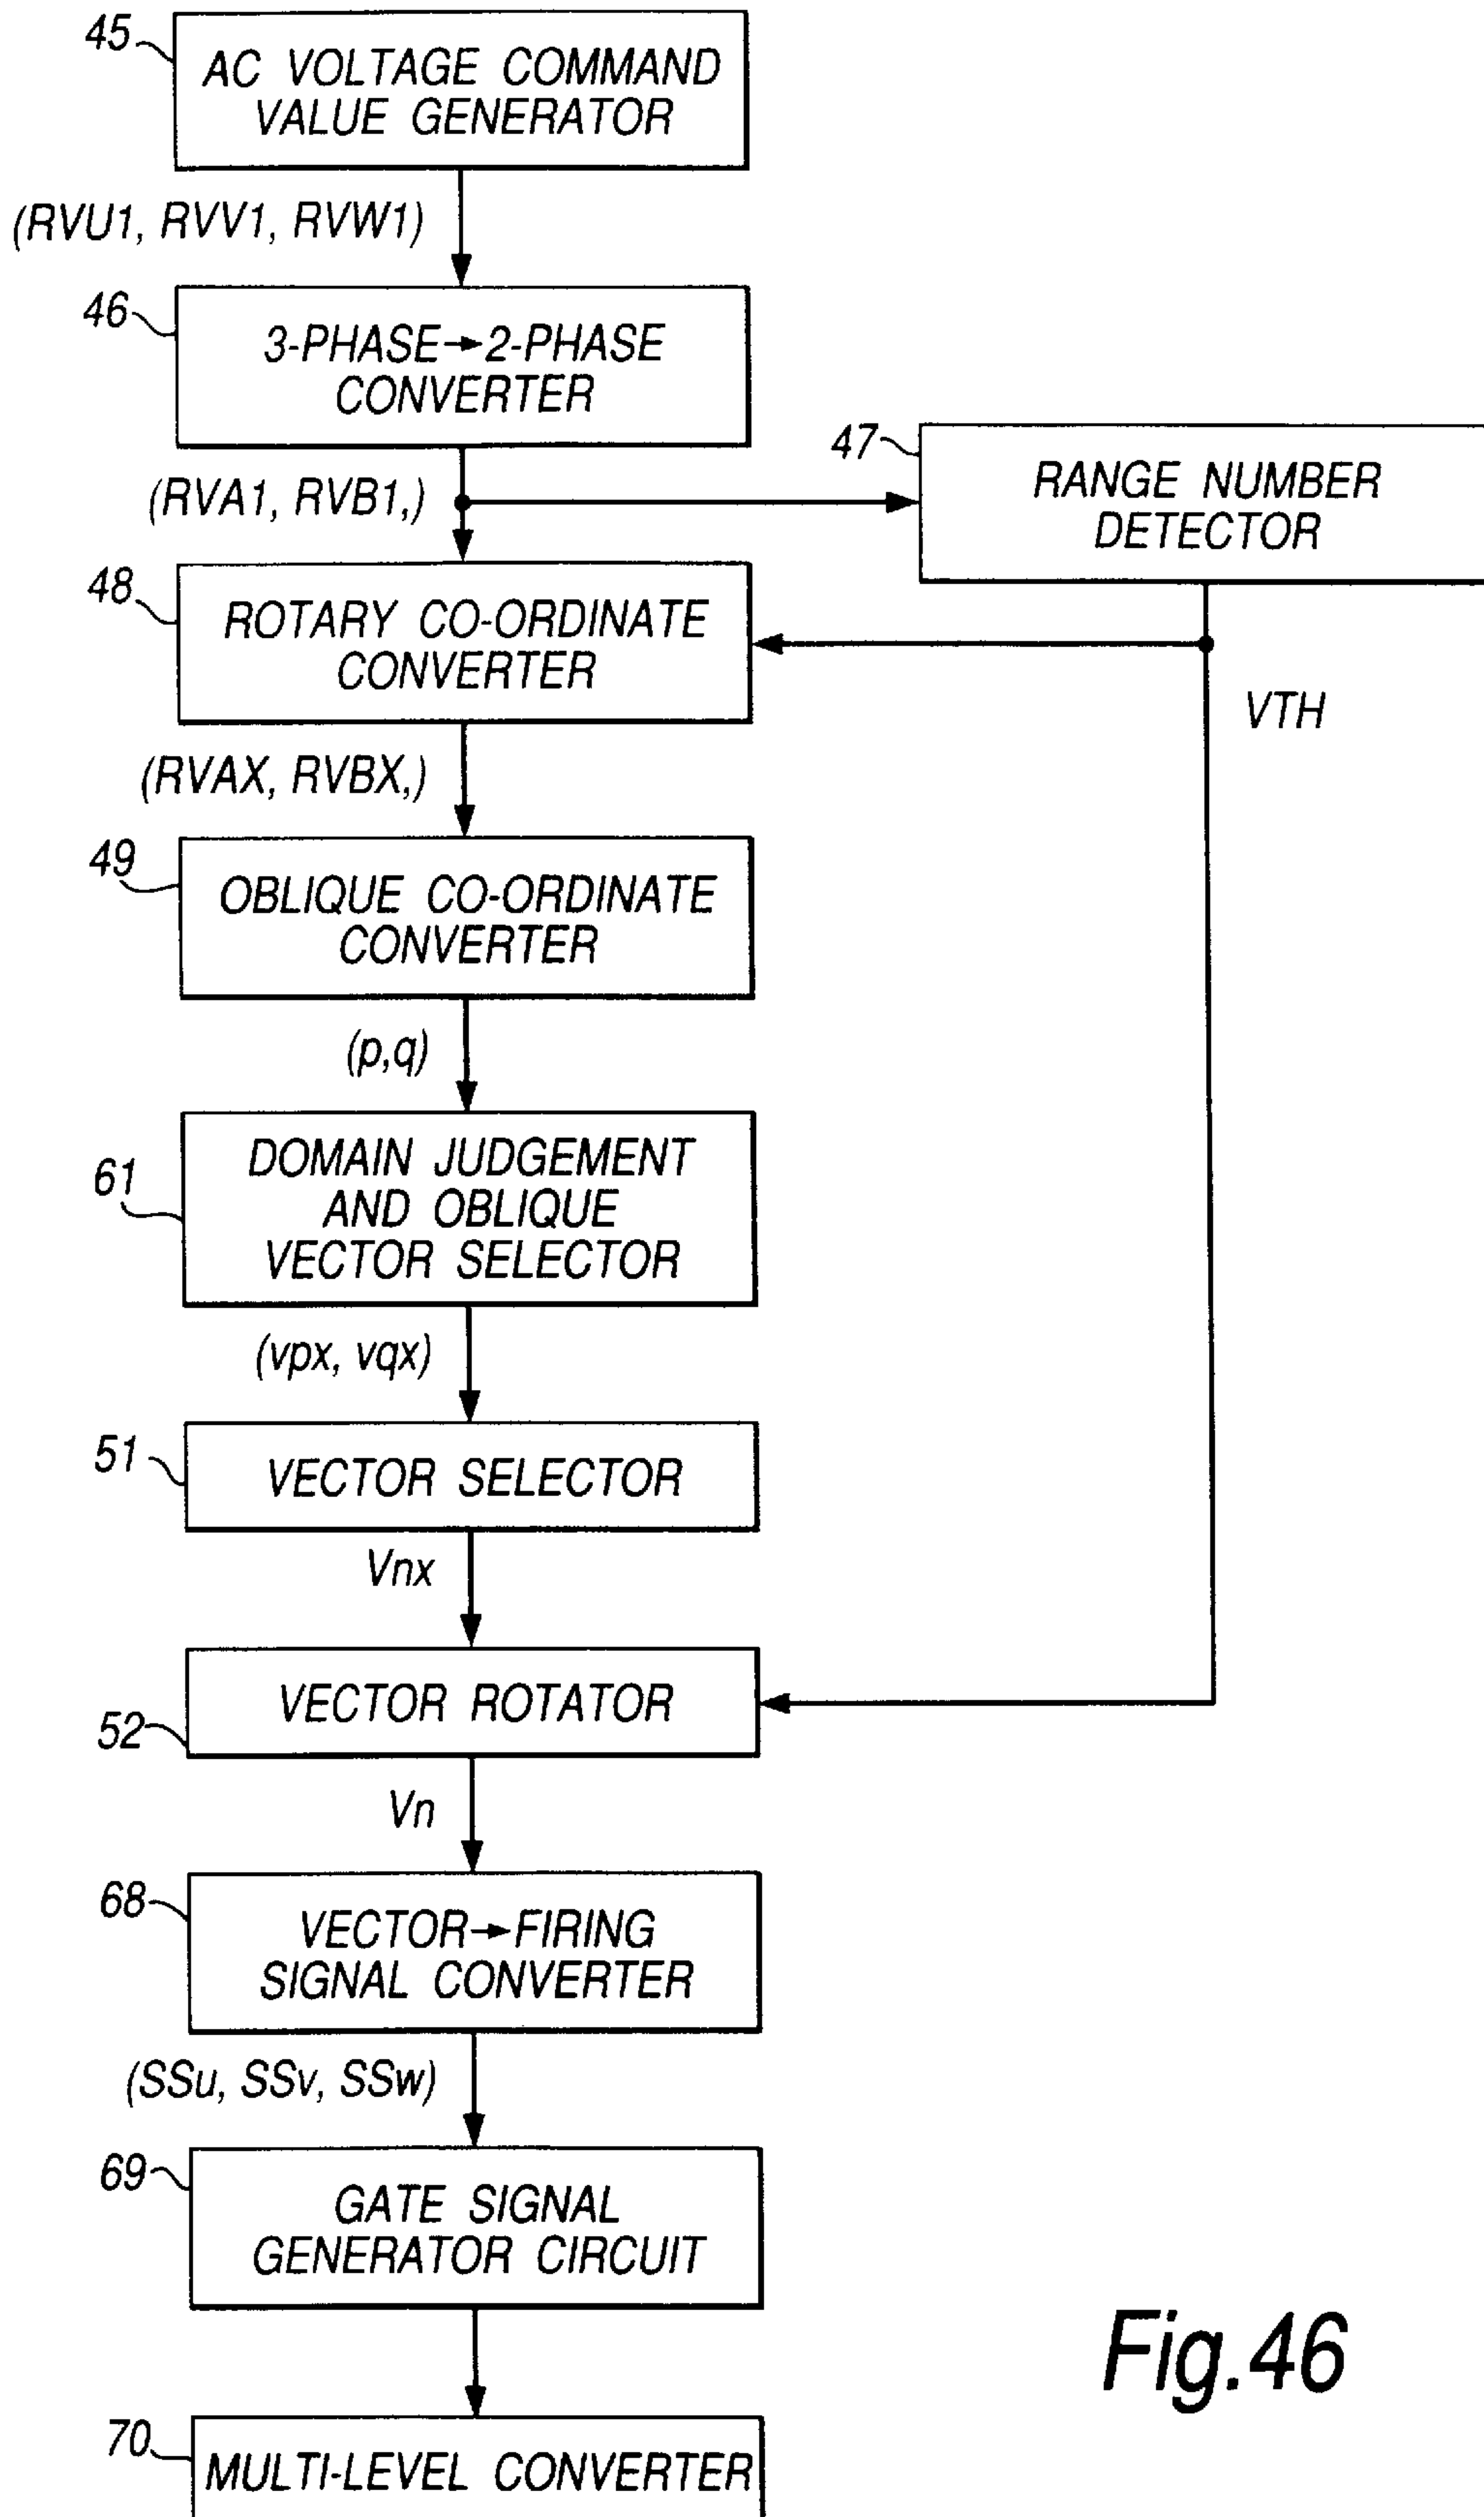 45
AC VOLTAGE COMMAND
VALUE GENERATOR
(RVU1, RVV1, RVW1)
46
3-PHASE→2-PHASE
CONVERTER
(RVA1, RVB1,)
47
RANGE NUMBER
DETECTOR
48
ROTARY CO-ORDINATE
CONVERTER
VTH
(RVAX, RVBX,)
49
OBLIQUE CO-ORDINATE
CONVERTER
(p,q)
61
DOMAIN JUDGEMENT
AND OBLIQUE
VECTOR SELECTOR
(vpx, vqx)
51
VECTOR SELECTOR
Vnx
52
VECTOR ROTATOR
Vn
68
VECTOR→FIRING
SIGNAL CONVERTER
(SSu, SSv, SSw)
69
GATE SIGNAL
GENERATOR CIRCUIT
70
MULTI-LEVEL CONVERTER
Fig.46